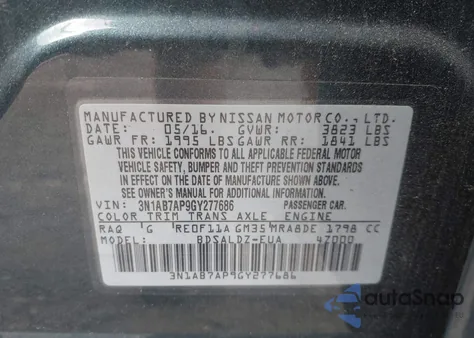 MANUFACTURED BY NISSAN MOTOR CO., LTD.
DATE: 05/16. GVWR: 3823 LBS
GAWR FR: 1995 LBS GAWR RR: 1841 LBS
THIS VEHICLE CONFORMS TO ALL APPLICABLE FEDERAL MOTOR
VEHICLE SAFETY, BUMPER AND THEFT PREVENTION STANDARDS
IN EFFECT ON THE DATE OF MANUFACTURE SHOWN ABOVE.
SEE OWNER'S MANUAL FOR ADDITIONAL INFORMATION
VIN: 3N1AB7AP9GY277686 PASSENGER CAR.
COLOR TRIM TRANS AXLE ENGINE
RAQ G RE0F11A GM35 MRA8DE 1798 CC
MODEL: BDSALDZ-EUA 4Z000
3N1AB7AP9GY277686
autoSnap